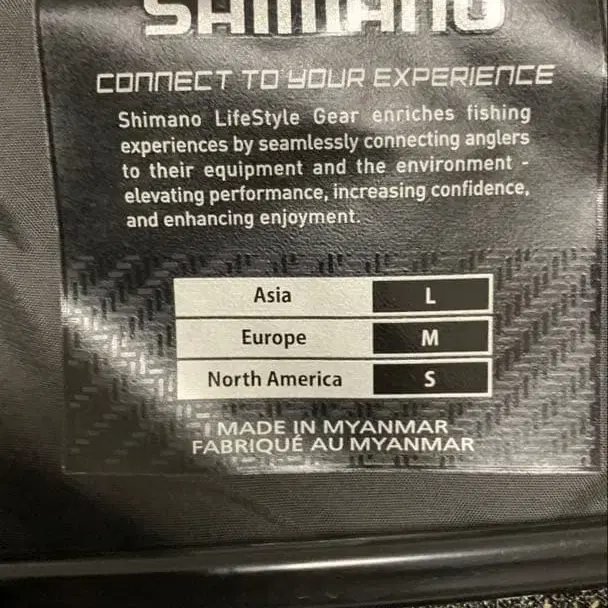 SHIMANO
CONNECT TO YOUR EXPERIENCE
Shimano LifeStyle Gear enriches fishing
experiences by seamlessly connecting anglers
to their equipment and the environment -
elevating performance, increasing confidence,
and enhancing enjoyment.
Asia L
Europe M
North America S
MADE IN MYANMAR
FABRIQUÉ AU MYANMAR